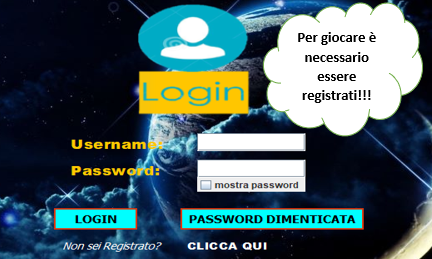 Per giocare è
necessario
essere
registrati!!!
Login
Username:
Password:
mostra password
LOGIN
PASSWORD DIMENTICATA
Non sei Registrato? CLICCA QUI